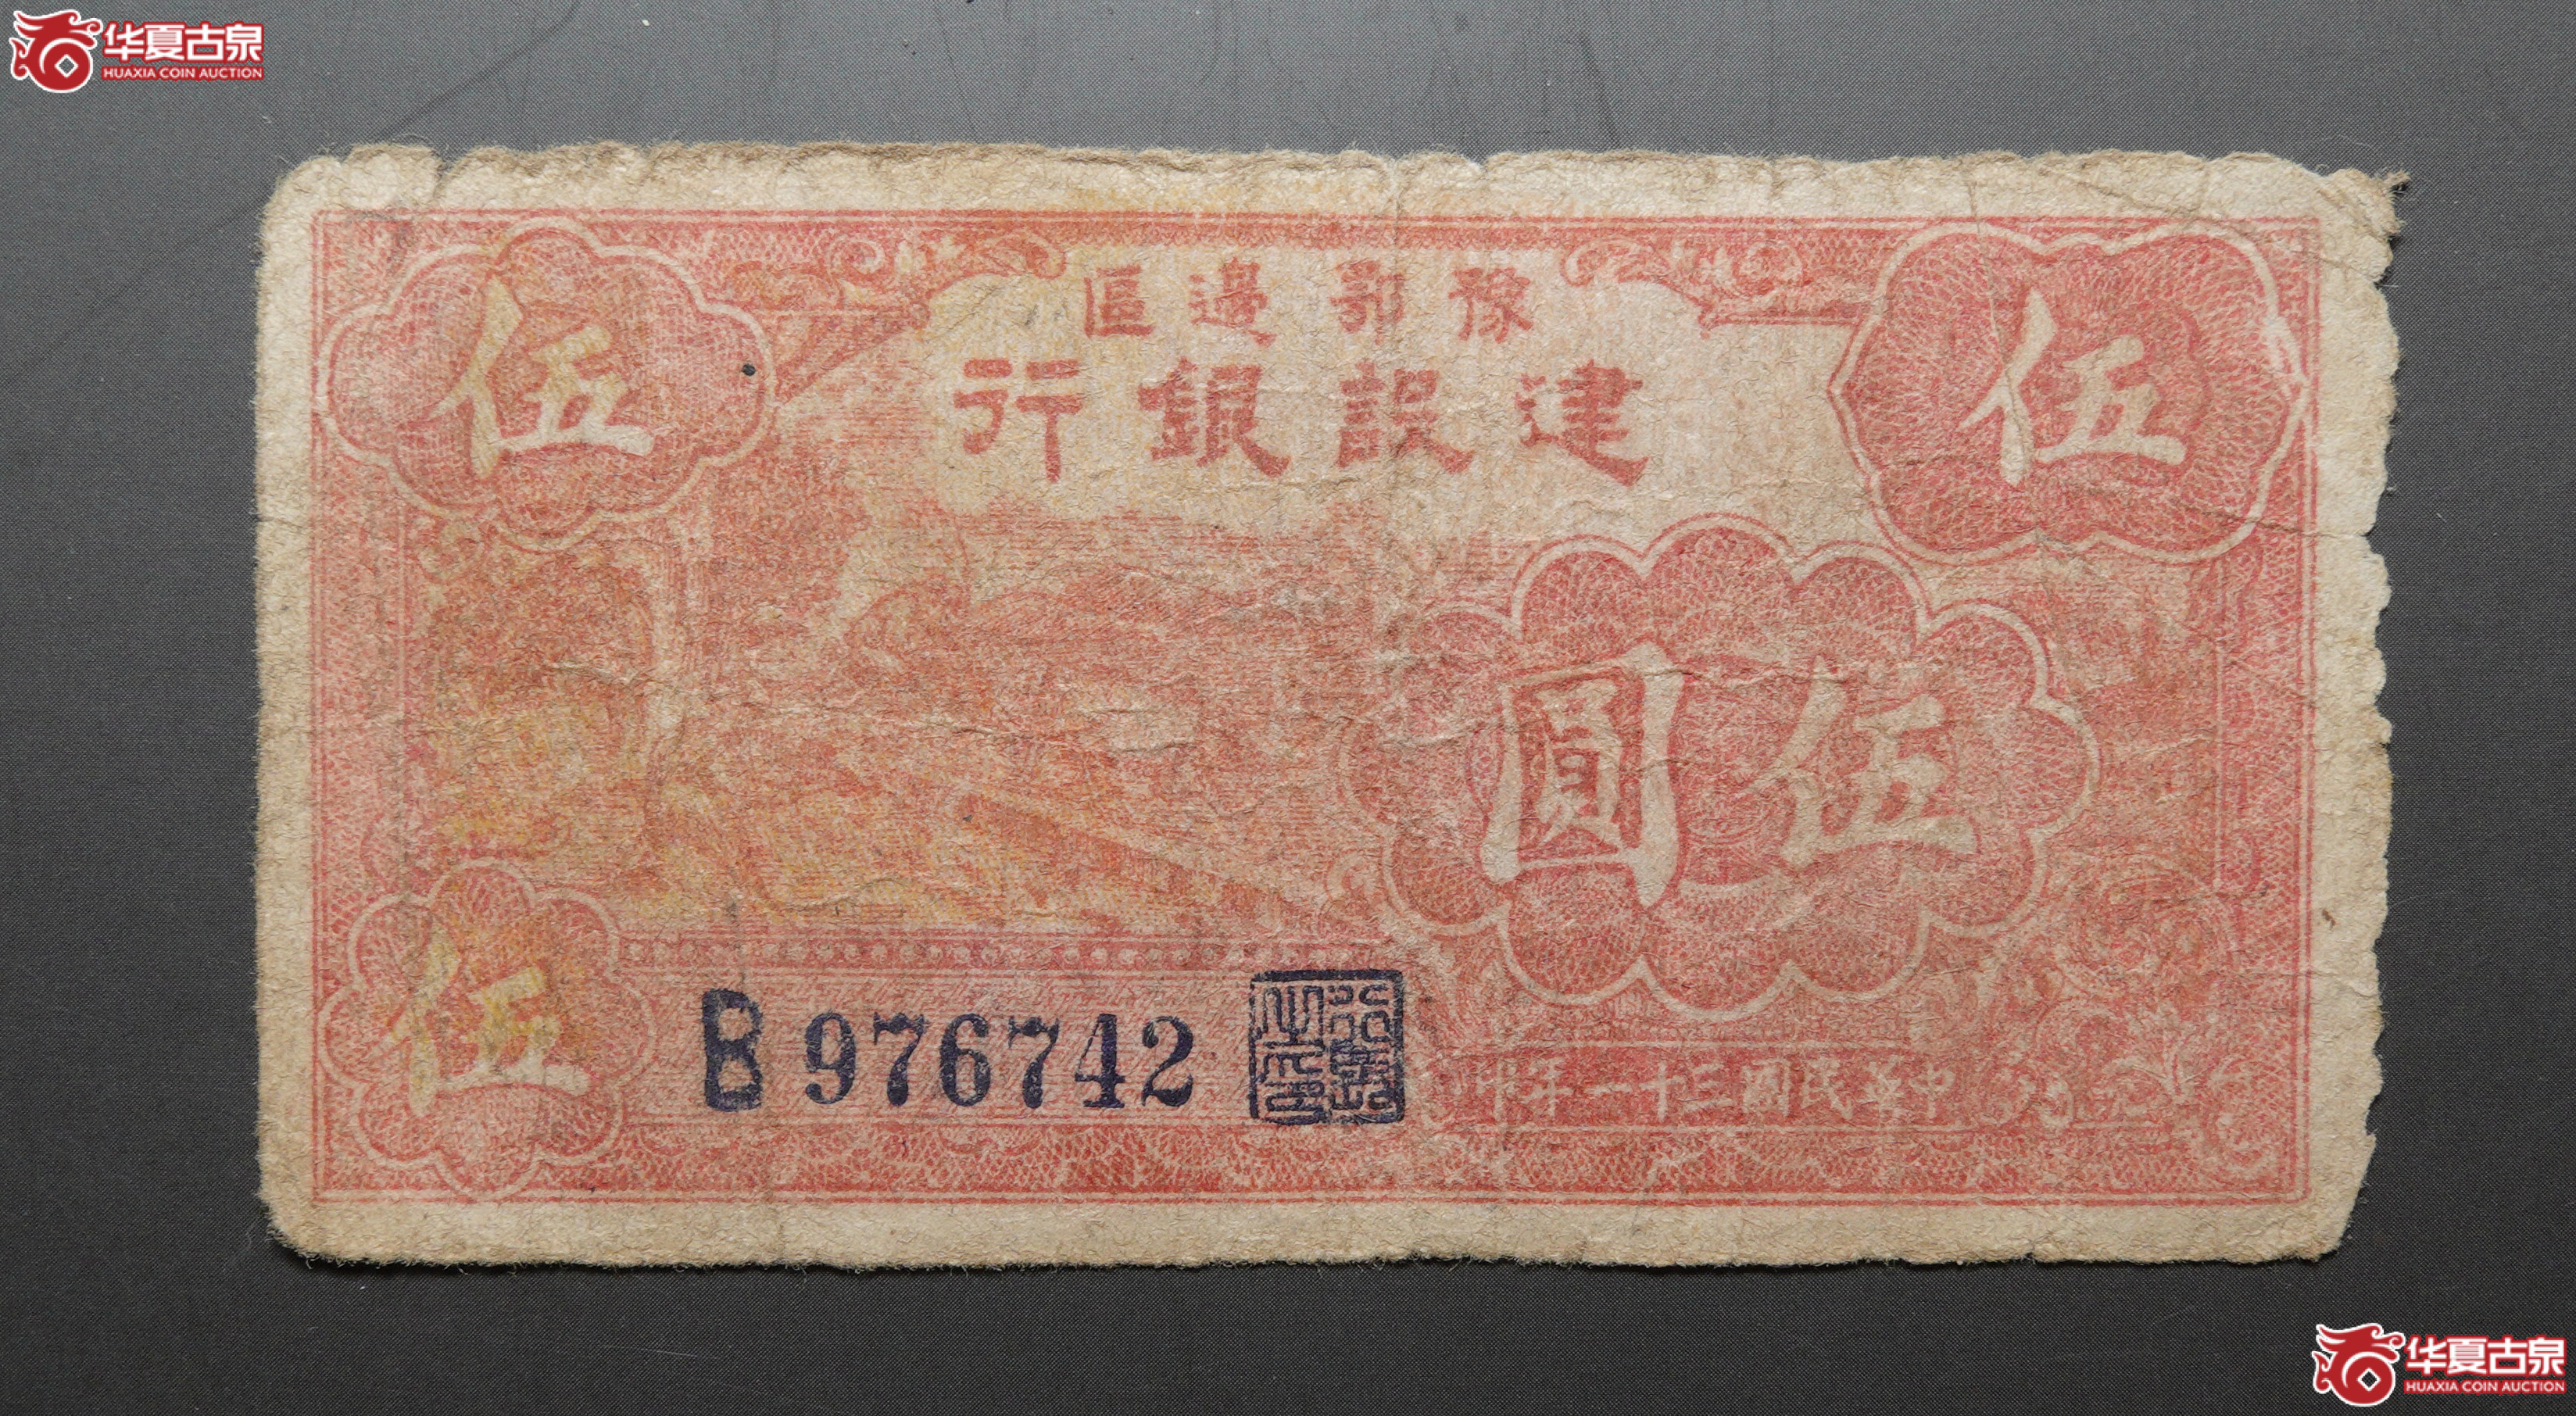 华夏古泉
HUAXIA COIN AUCTION
豫鄂邊區
建設銀行
伍
伍
伍圓
伍
B 976742
中華民國三十一年印
华夏古泉
HUAXIA COIN AUCTION